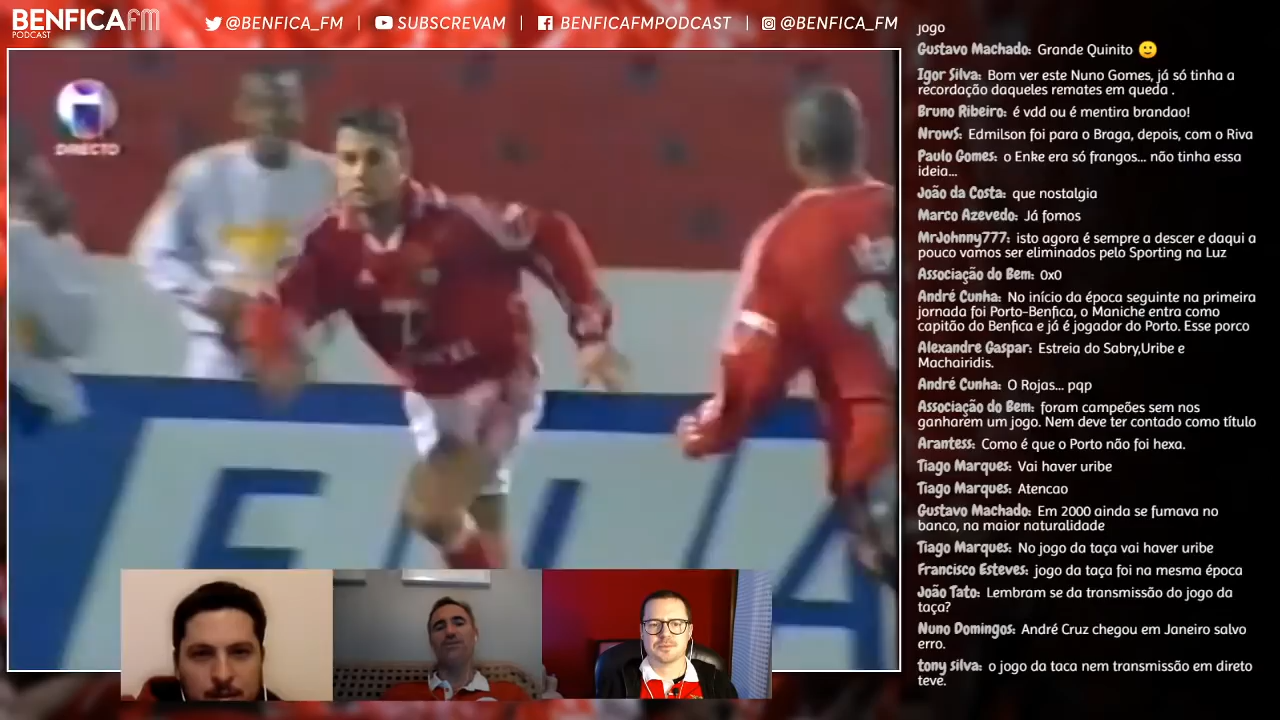 BENFICAFM
PODCAST
@BENFICA_FM | SUBSCREVAM | BENFICAFMPODCAST | @BENFICA_FM
DIRECTO
jogo
Gustavo Machado: Grande Quinito 🙂
Igor Silva: Bom ver este Nuno Gomes, já só tinha a
recordação daqueles remates em queda .
Bruno Ribeiro: é vdd ou é mentira brandao!
NrowS: Edmilson foi para o Braga, depois, com o Riva
Paulo Gomes: o Enke era só frangos... não tinha essa
ideia...
João da Costa: que nostalgia
Marco Azevedo: Já fomos
MrJohnny777: isto agora é sempre a descer e daqui a
pouco vamos ser eliminados pelo Sporting na Luz
Associação do Bem: 0x0
André Cunha: No início da época seguinte na primeira
jornada foi Porto-Benfica, o Maniche entra como
capitão do Benfica e já é jogador do Porto. Esse porco
Alexandre Gaspar: Estreia do Sabry,Uribe e
Machairidis.
André Cunha: O Rojas... pqp
Associação do Bem: foram campeões sem nos
ganharem um jogo. Nem deve ter contado como título
Arantess: Como é que o Porto não foi hexa.
Tiago Marques: Vai haver uribe
Tiago Marques: Atencao
Gustavo Machado: Em 2000 ainda se fumava no
banco, na maior naturalidade
Tiago Marques: No jogo da taça vai haver uribe
Francisco Esteves: jogo da taça foi na mesma época
João Tato: Lembram se da transmissão do jogo da
taça?
Nuno Domingos: André Cruz chegou em Janeiro salvo
erro.
tony silva: o jogo da taca nem transmissão em direto
teve.